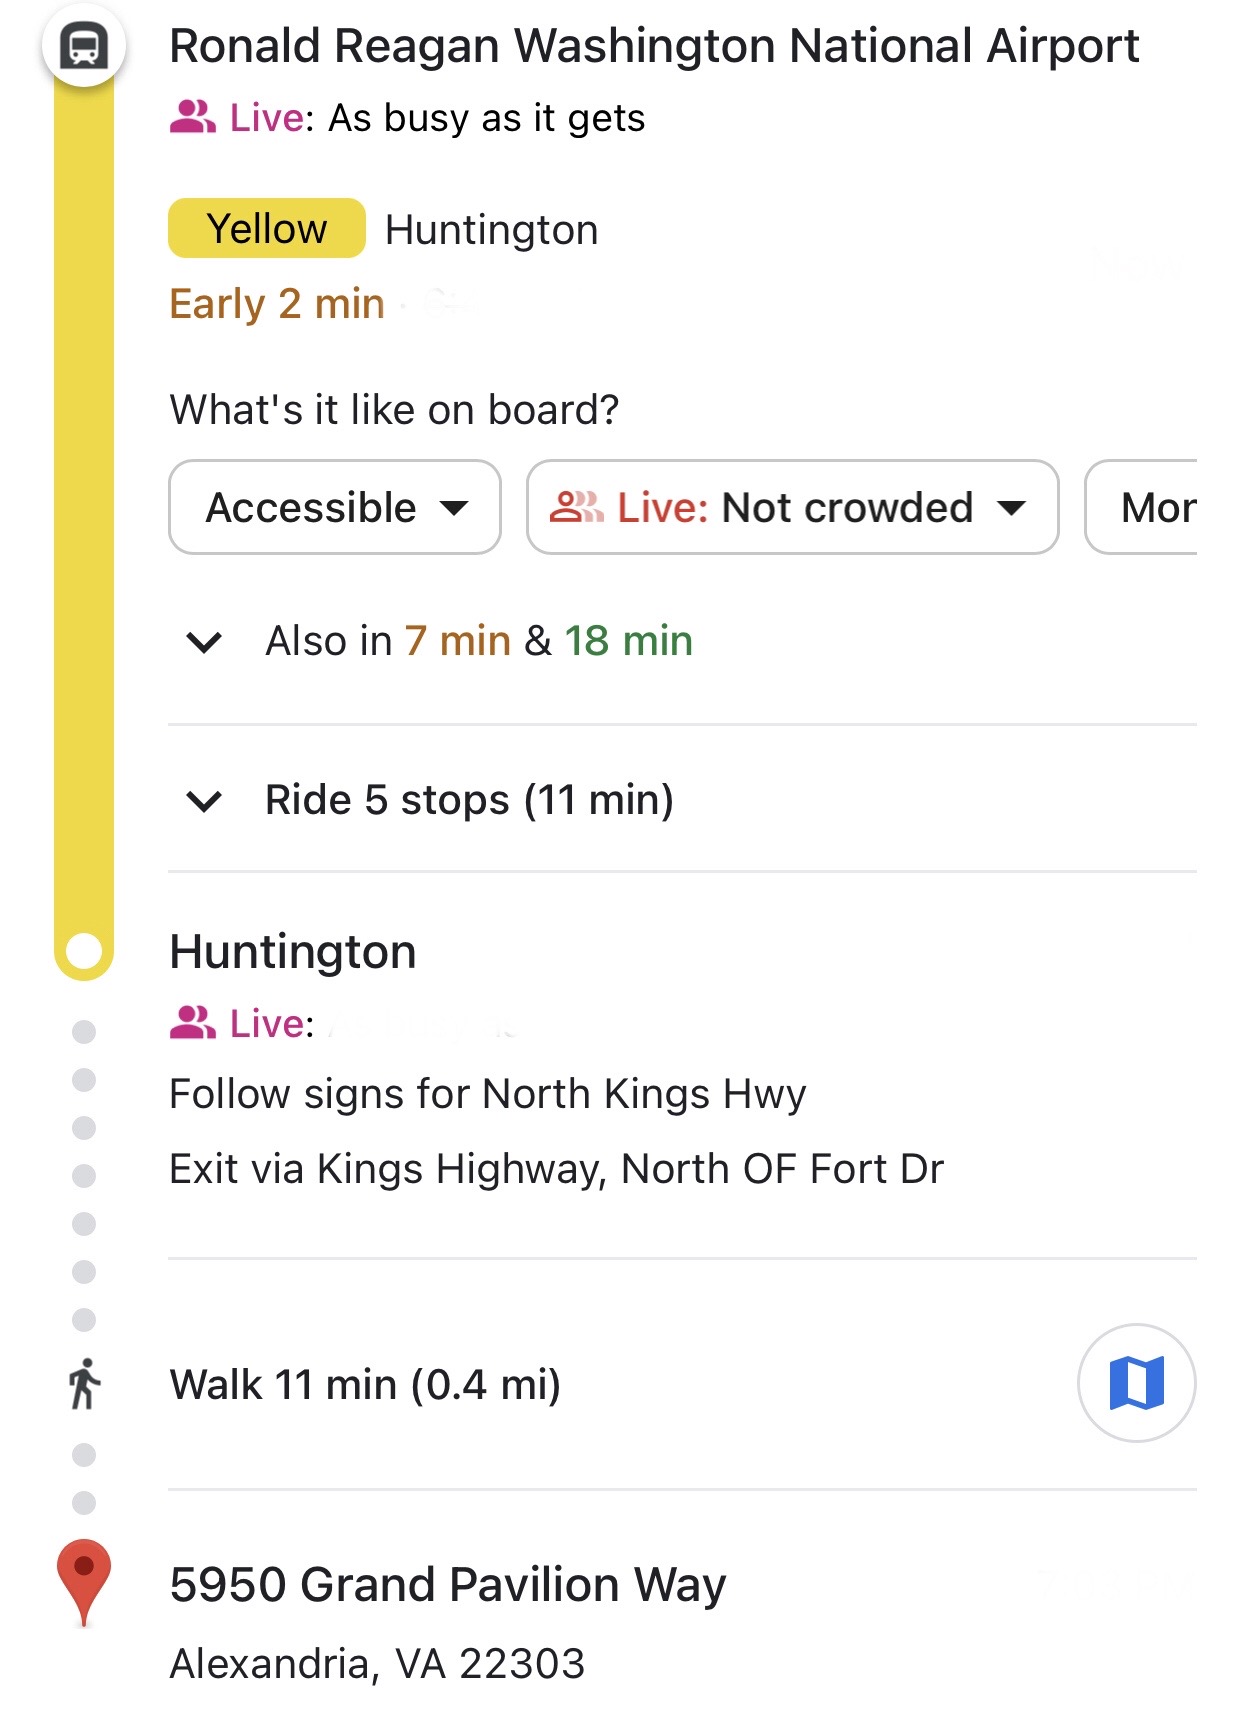 Ronald Reagan Washington National Airport
Live: As busy as it gets
Yellow Huntington
Early 2 min ·
What's it like on board?
Accessible Live: Not crowded Mor
Also in 7 min & 18 min
Ride 5 stops (11 min)
Huntington
Live:
Follow signs for North Kings Hwy
Exit via Kings Highway, North OF Fort Dr
Walk 11 min (0.4 mi)
5950 Grand Pavilion Way
Alexandria, VA 22303